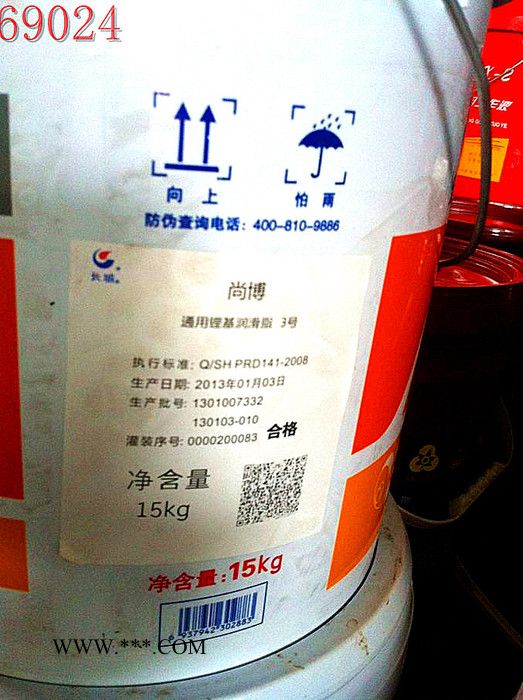 69024
向上
怕雨
防伪查询电话：400-810-9886
长城
尚博
通用锂基润滑脂 3号
执行标准: Q/SH PRD141-2008
生产日期: 2013年01月03日
生产批号: 1301007332
130103-010
灌装序号: 0000200083 合格
净含量
15kg
净含量:15kg
6937942302883
WWW.***.COM